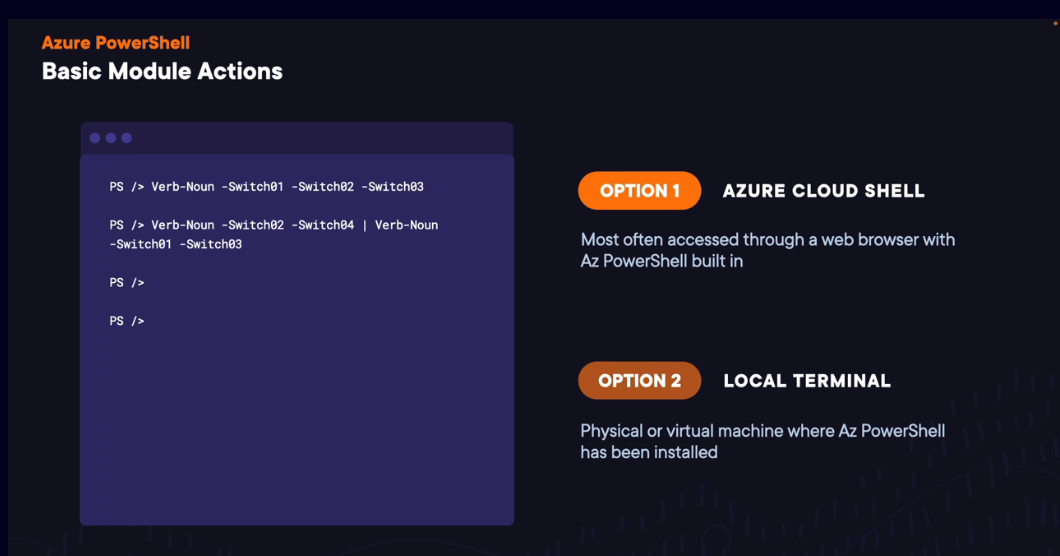 Azure PowerShell
Basic Module Actions
PS /> Verb-Noun -Switch01 -Switch02 -Switch03
PS /> Verb-Noun -Switch02 -Switch04 | Verb-Noun
-Switch01 -Switch03
PS />
PS />
OPTION 1
AZURE CLOUD SHELL
Most often accessed through a web browser with
Az PowerShell built in
OPTION 2
LOCAL TERMINAL
Physical or virtual machine where Az PowerShell
has been installed